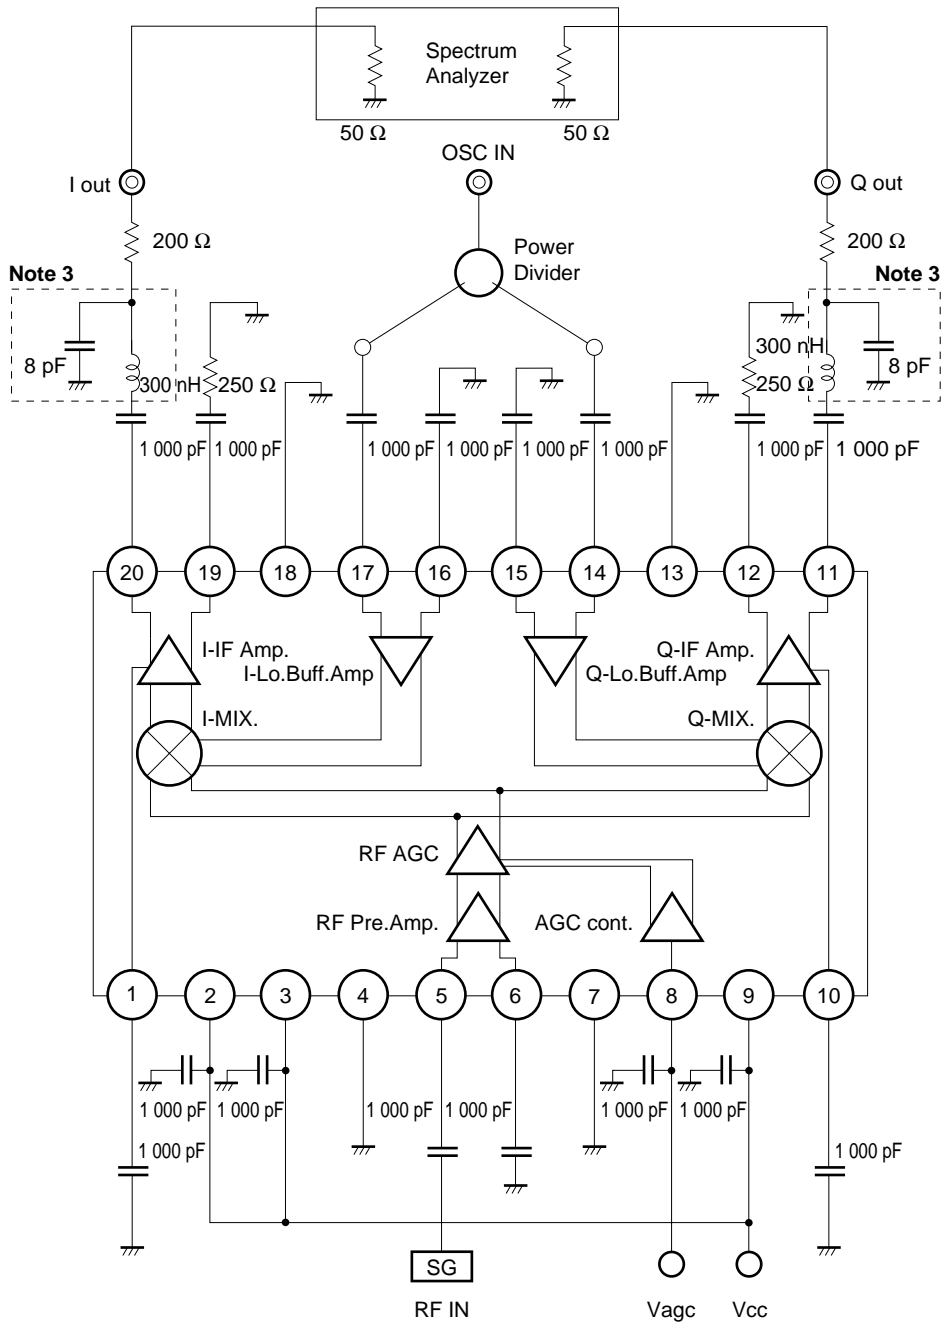 Spectrum
Analyzer
50 Ω
50 Ω
OSC IN
I out
Q out
200 Ω
Power
Divider
200 Ω
Note 3
Note 3
8 pF
300 nH
250 Ω
300 nH
250 Ω
8 pF
1 000 pF
1 000 pF
1 000 pF
1 000 pF
1 000 pF
1 000 pF
1 000 pF
1 000 pF
20
19
18
17
16
15
14
13
12
11
I-IF Amp.
I-Lo.Buff.Amp
Q-IF Amp.
Q-Lo.Buff.Amp
I-MIX.
Q-MIX.
RF AGC
RF Pre.Amp.
AGC cont.
1
2
3
4
5
6
7
8
9
10
1 000 pF
1 000 pF
1 000 pF
1 000 pF
1 000 pF
1 000 pF
1 000 pF
1 000 pF
SG
RF IN
Vagc
Vcc